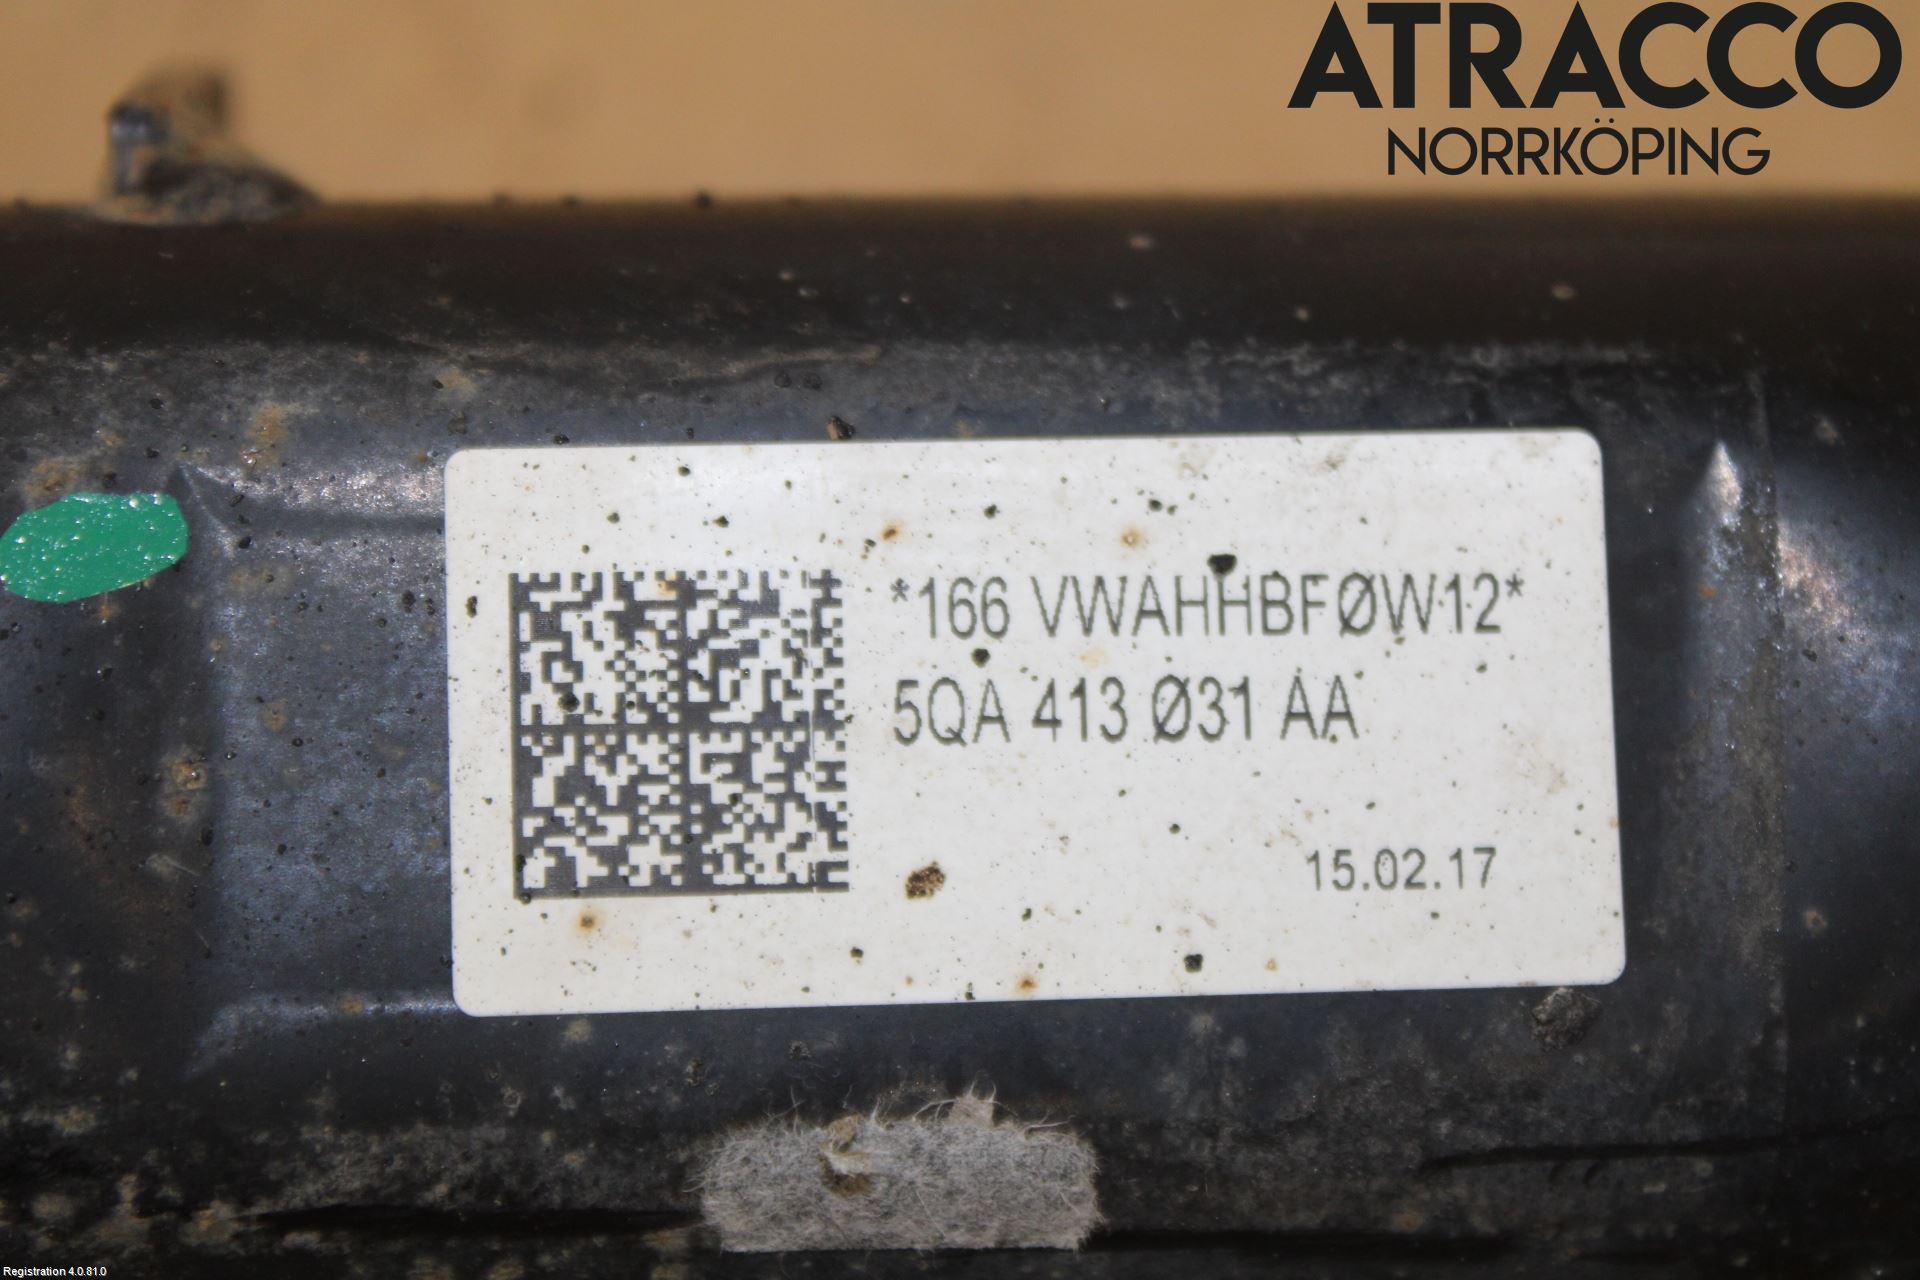 ATRACCO
NORRKÖPING
*166 VWAHHBFØW12*
5QA 413 Ø31 AA
15.02.17
Registration 4.0.81.0